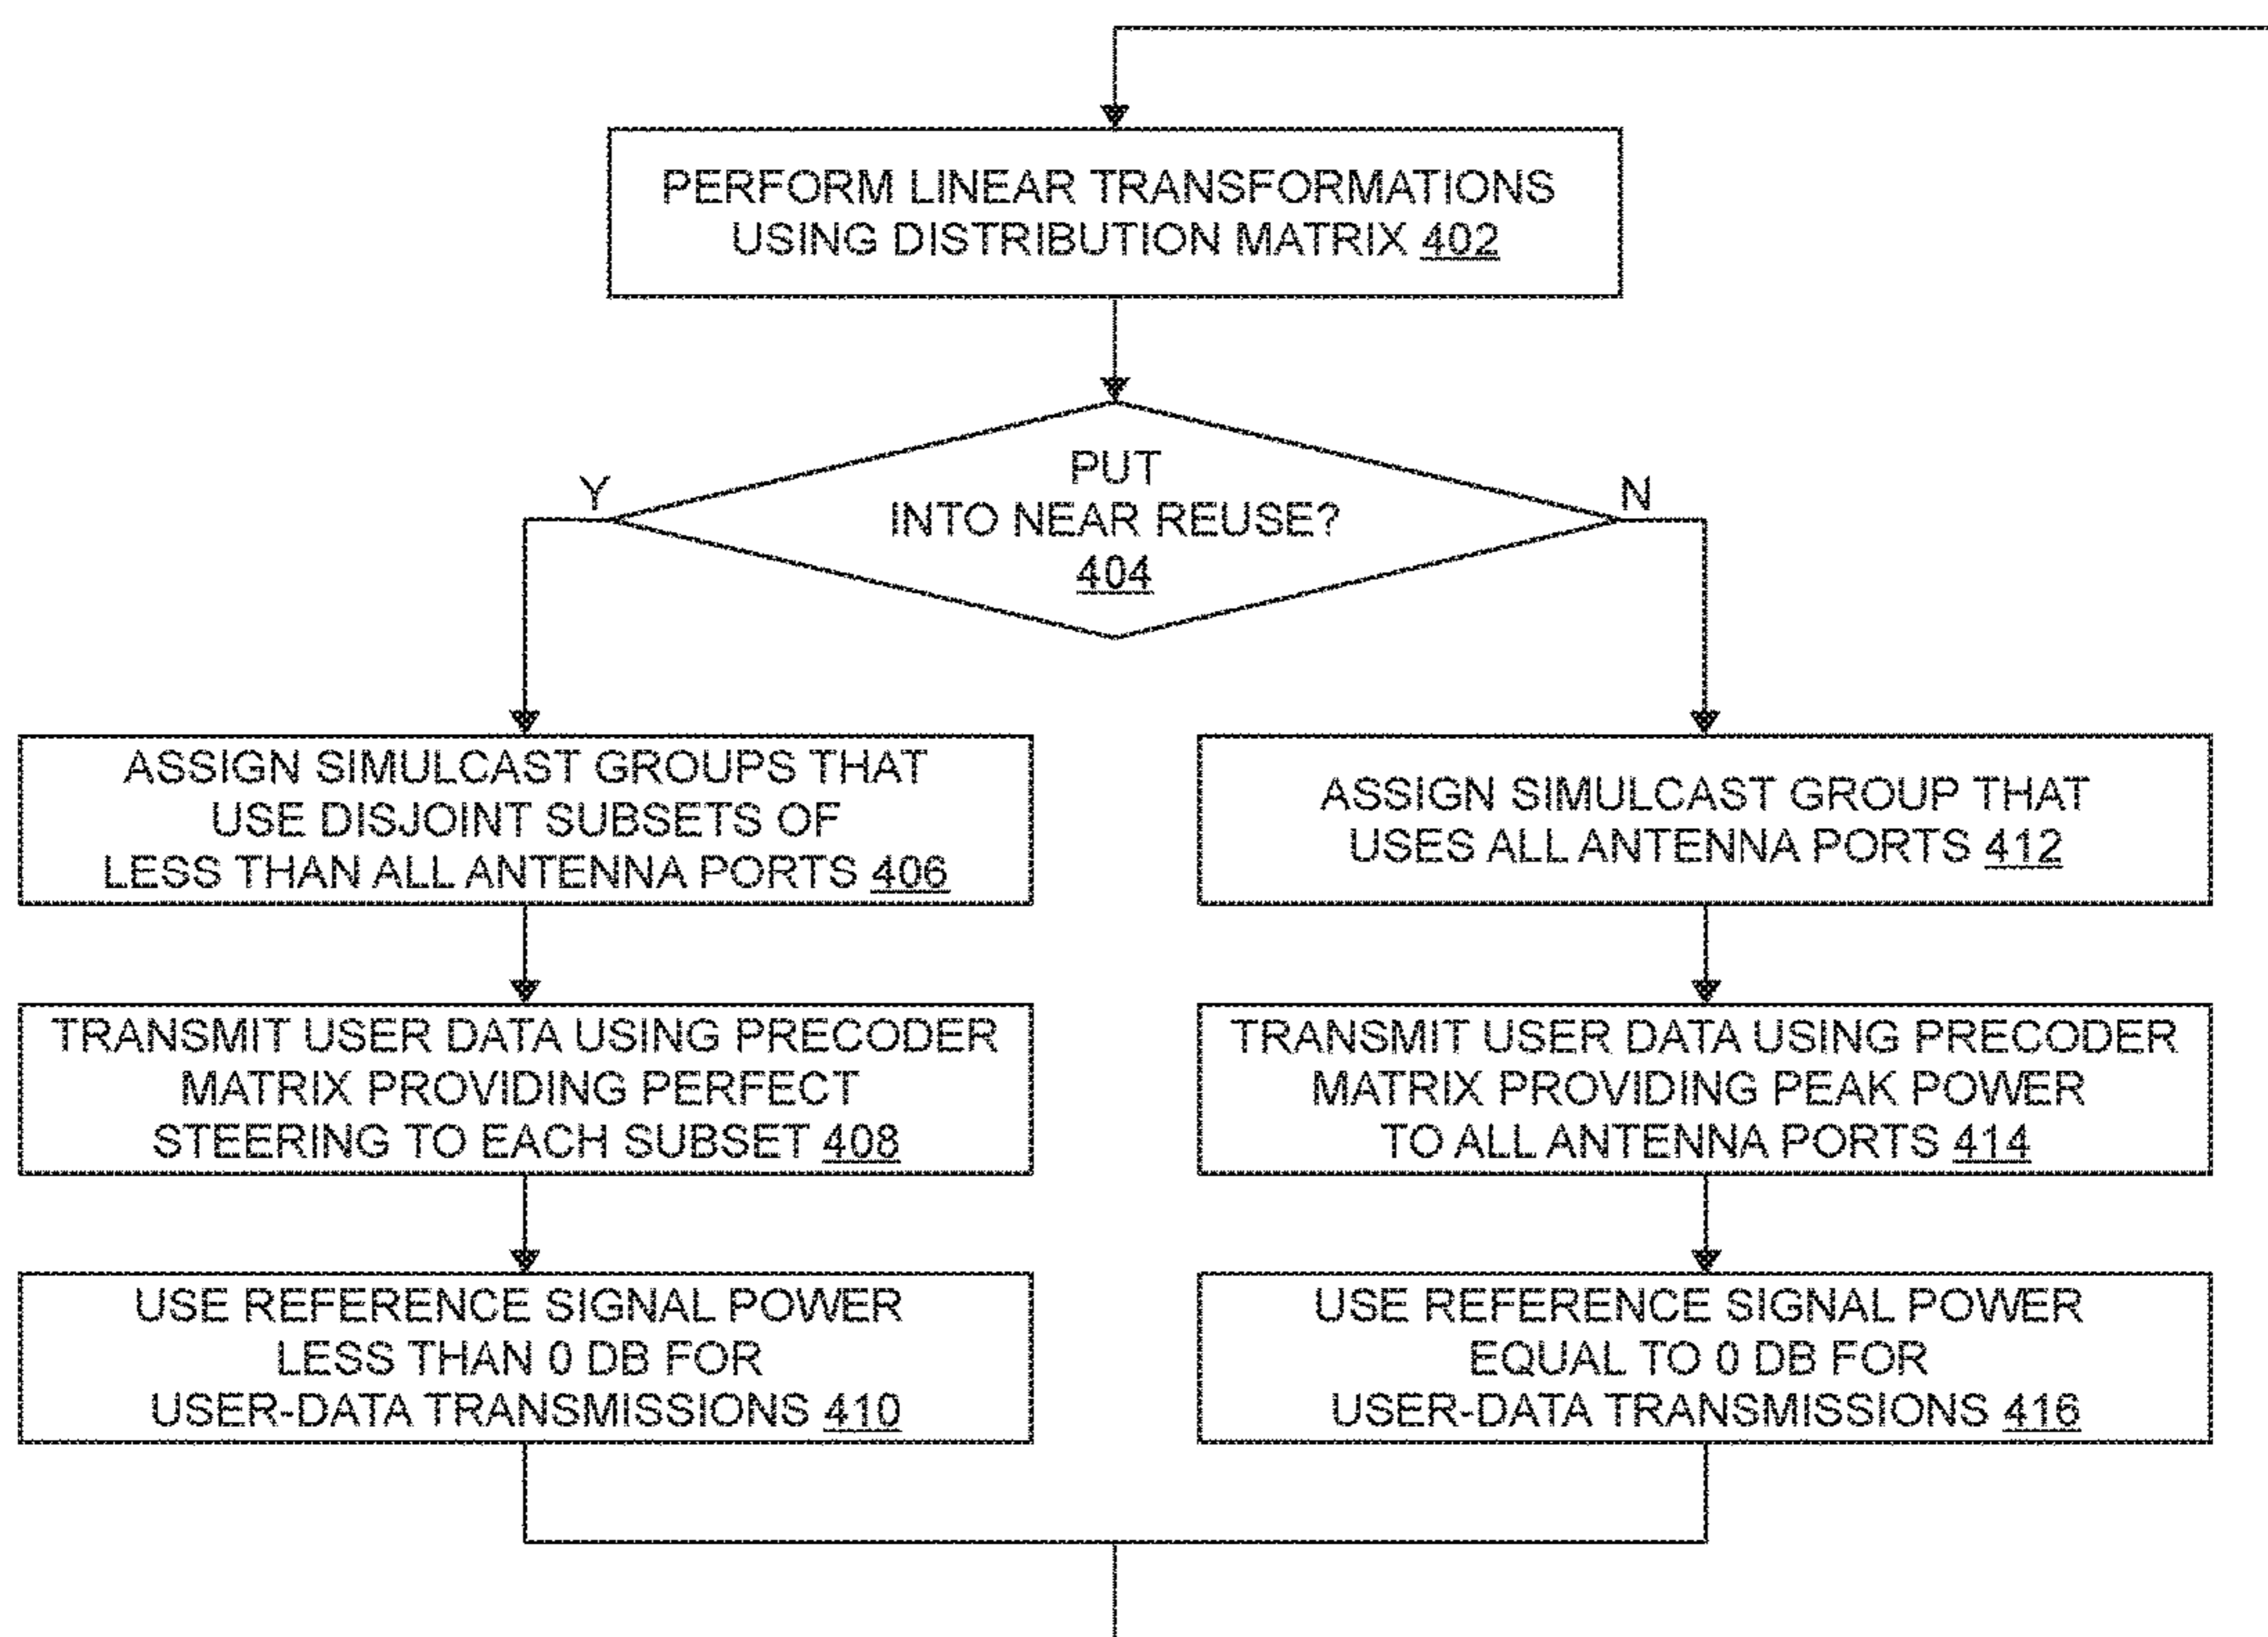 PERFORM LINEAR TRANSFORMATIONS
USING DISTRIBUTION MATRIX 402
PUT
INTO NEAR REUSE?
404
Y
N
ASSIGN SIMULCAST GROUPS THAT
USE DISJOINT SUBSETS OF
LESS THAN ALL ANTENNA PORTS 406
TRANSMIT USER DATA USING PRECODER
MATRIX PROVIDING PERFECT
STEERING TO EACH SUBSET 408
USE REFERENCE SIGNAL POWER
LESS THAN 0 DB FOR
USER-DATA TRANSMISSIONS 410
ASSIGN SIMULCAST GROUP THAT
USES ALL ANTENNA PORTS 412
TRANSMIT USER DATA USING PRECODER
MATRIX PROVIDING PEAK POWER
TO ALL ANTENNA PORTS 414
USE REFERENCE SIGNAL POWER
EQUAL TO 0 DB FOR
USER-DATA TRANSMISSIONS 416